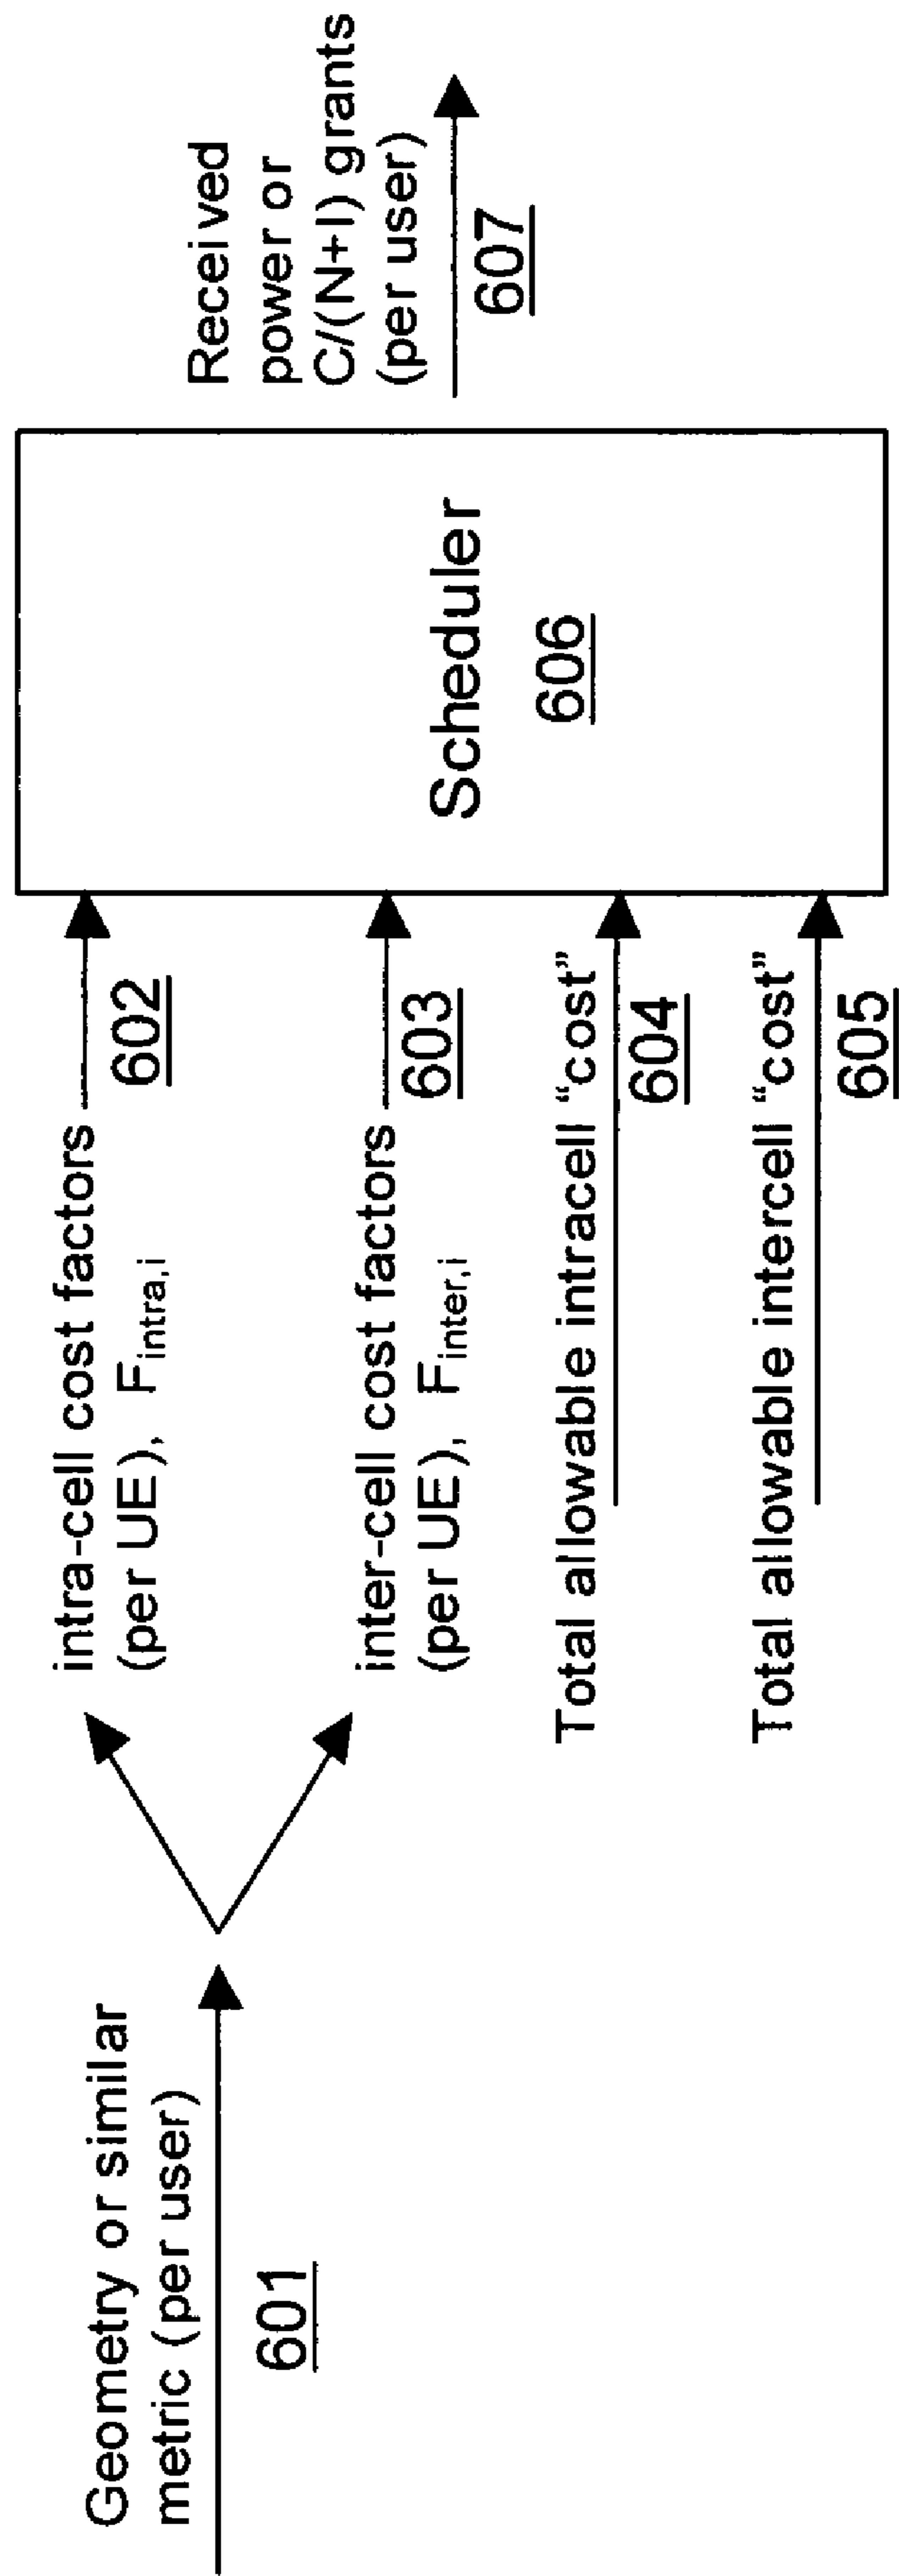 Geometry or similar
metric (per user)
601
intra-cell cost factors
(per UE), F_intra,i
602
inter-cell cost factors
(per UE), F_inter,i
603
Total allowable intracell “cost”
604
Total allowable intercell “cost”
605
Scheduler
606
Received
power or
C/(N+I) grants
(per user)
607